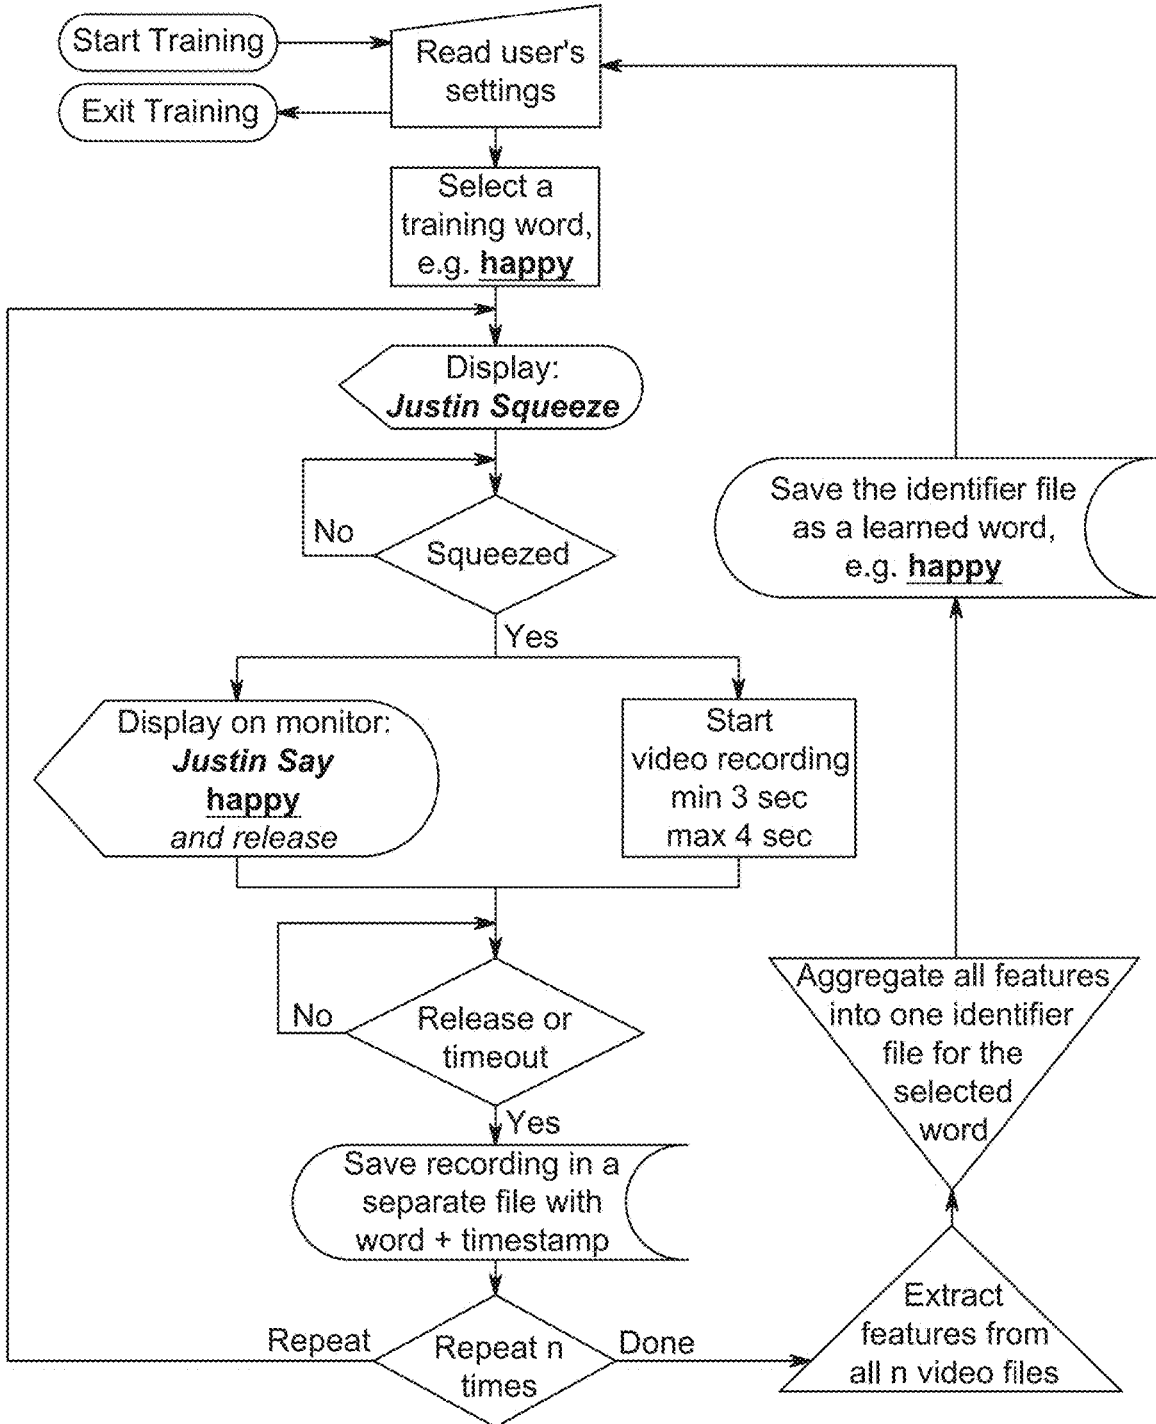 Start Training
Read user's
settings
Exit Training
Select a
training word,
e.g. happy
Display:
Justin Squeeze
No
Squeezed
Yes
Display on monitor:
Justin Say
happy
and release
Start
video recording
min 3 sec
max 4 sec
No
Release or
timeout
Yes
Save recording in a
separate file with
word + timestamp
Repeat
Repeat n
times
Done
Extract
features from
all n video files
Aggregate all features
into one identifier
file for the
selected
word
Save the identifier file
as a learned word,
e.g. happy